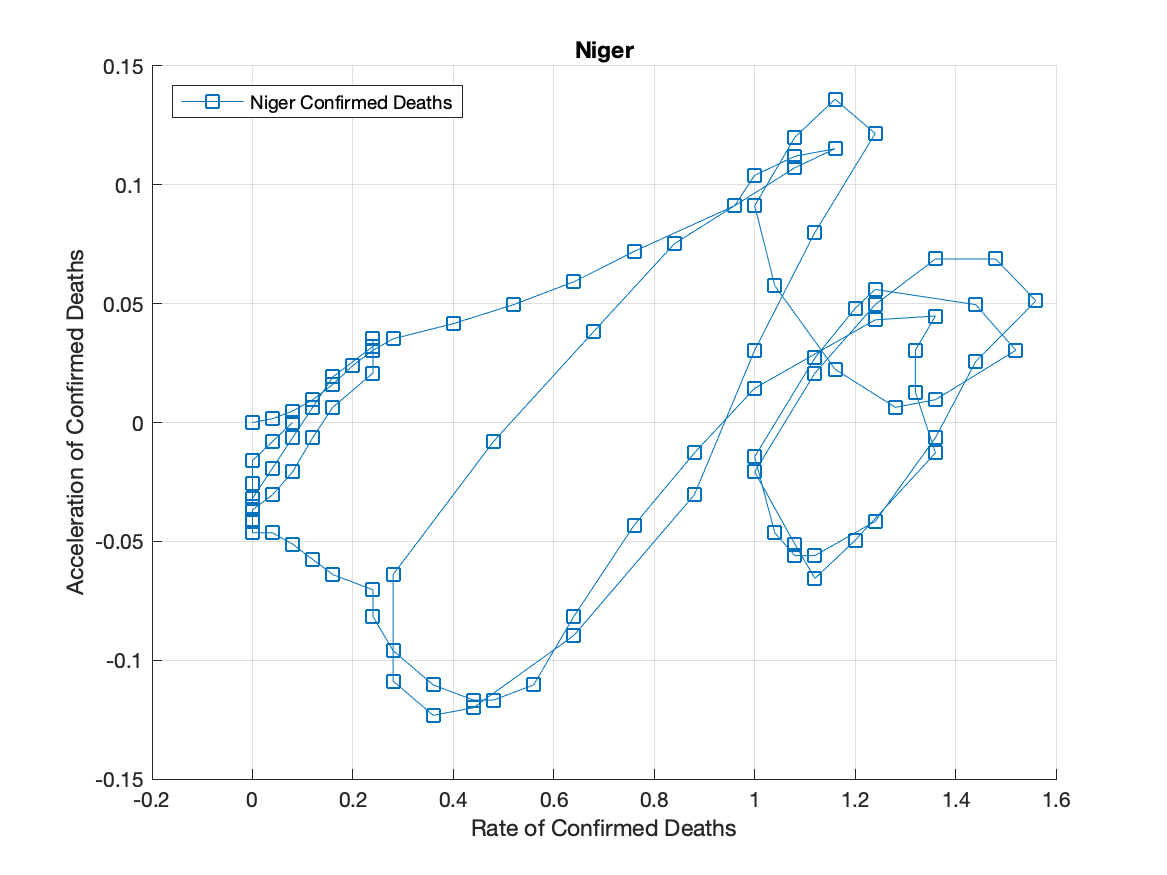 Niger
Niger Confirmed Deaths
Acceleration of Confirmed Deaths
0.15
0.1
0.05
0
-0.05
-0.1
-0.15
-0.2 0 0.2 0.4 0.6 0.8 1 1.2 1.4 1.6
Rate of Confirmed Deaths